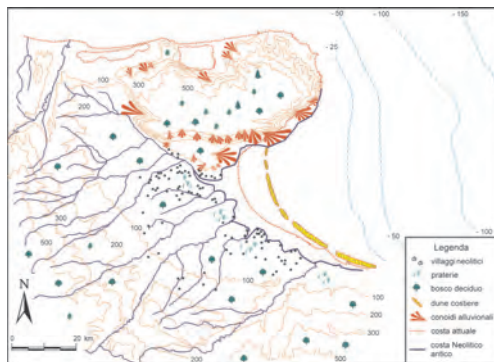 - 50
- 100
- 150
- 25
100
300
500
200
100
300
500
200
100
- 50
- 100
100
200
300
500
N
0
20
km
Legenda
villaggi neolitici
praterie
bosco deciduo
dune costiere
conoidi alluvionali
costa attuale
costa Neolitico
antico